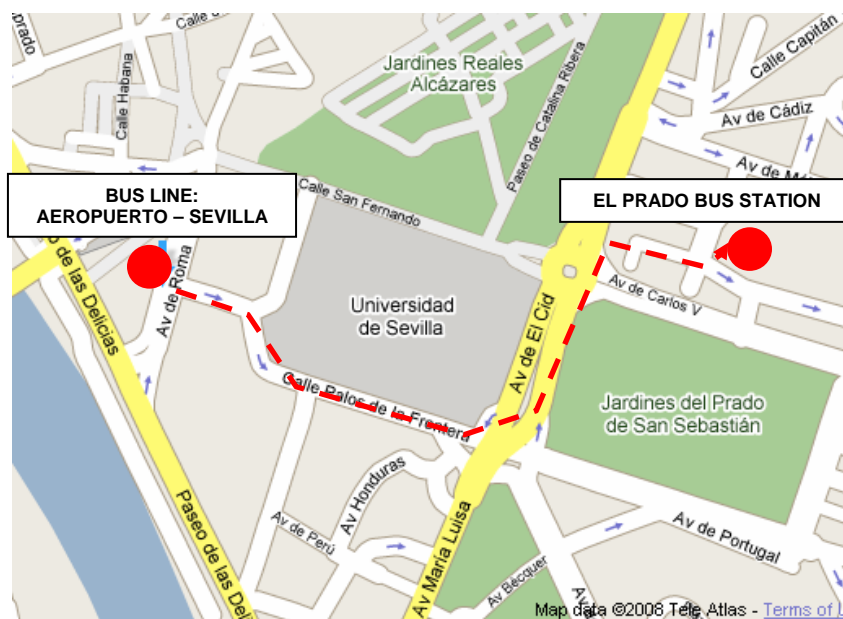 Calle
Calle Capitán
Jardines Reales
Alcázares
Calle Habana
Paseo de Catalina Ribera
Av de Cádiz
BUS LINE:
AEROPUERTO – SEVILLA
Calle San Fernando
EL PRADO BUS STATION
de las Delicias
Av de Roma
Av de Carlos V
Universidad
de Sevilla
Av de El Cid
Calle Palos de la Frontera
Jardines del Prado
de San Sebastián
Av Honduras
Paseo de las
Av de Perú
Av María Luisa
Av de Portugal
Av Bécquer
Map data ©2008 Tele Atlas - Terms of